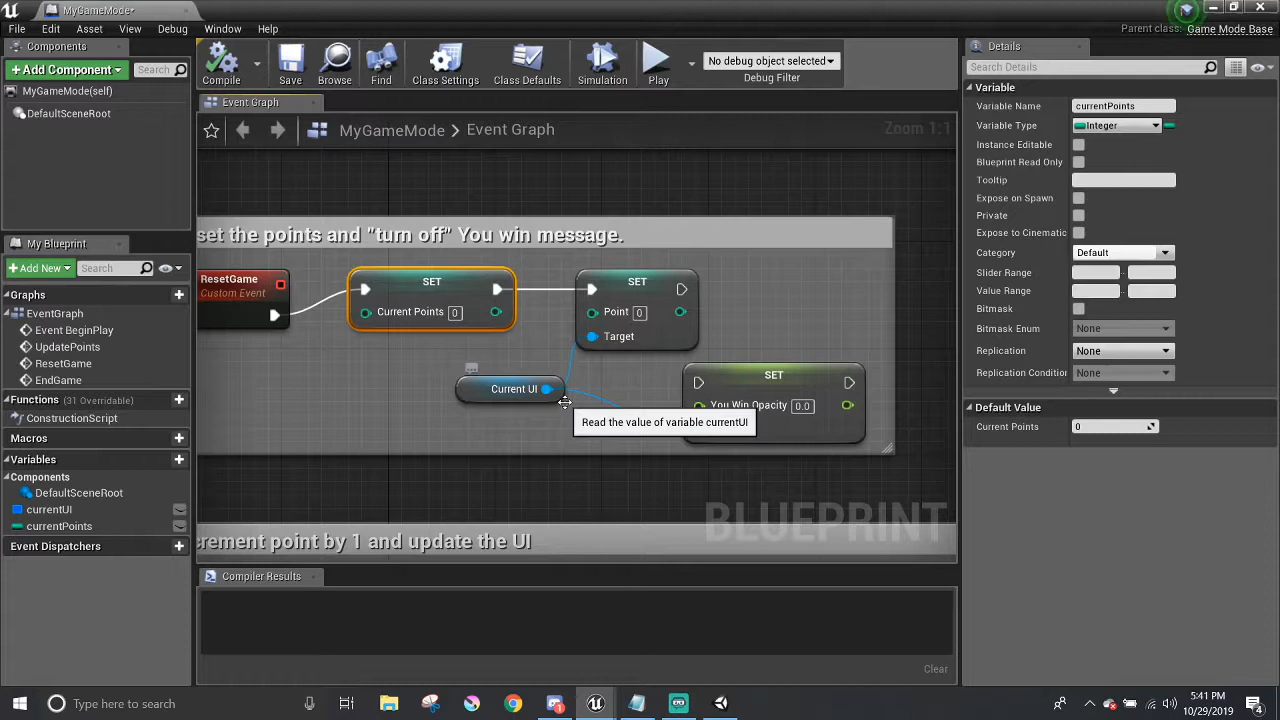 MyGameMode*
File Edit Asset View Debug Window Help
Parent class: Game Mode Base
Components
Add Component
Search
MyGameMode(self)
DefaultSceneRoot
My Blueprint
Add New
Search
Graphs
EventGraph
Event BeginPlay
UpdatePoints
ResetGame
EndGame
Functions (31 Overridable)
ConstructionScript
Macros
Variables
Components
DefaultSceneRoot
currentUI
currentPoints
Event Dispatchers
Compile
Save
Browse
Find
Class Settings
Class Defaults
Simulation
Play
No debug object selected
Debug Filter
Event Graph
MyGameMode > Event Graph
Zoom 1:1
set the points and "turn off" You win message.
ResetGame
Custom Event
SET
Current Points 0
SET
Point 0
Target
Current UI
SET
You Win Opacity 0.0
Read the value of variable currentUI
BLUEPRINT
crement point by 1 and update the UI
Compiler Results
Clear
Details
Search Details
Variable
Variable Name currentPoints
Variable Type Integer
Instance Editable
Blueprint Read Only
Tooltip
Expose on Spawn
Private
Expose to Cinematic
Category Default
Slider Range
Value Range
Bitmask
Bitmask Enum None
Replication None
Replication Condition None
Default Value
Current Points 0
Type here to search
5:41 PM
10/29/2019
4